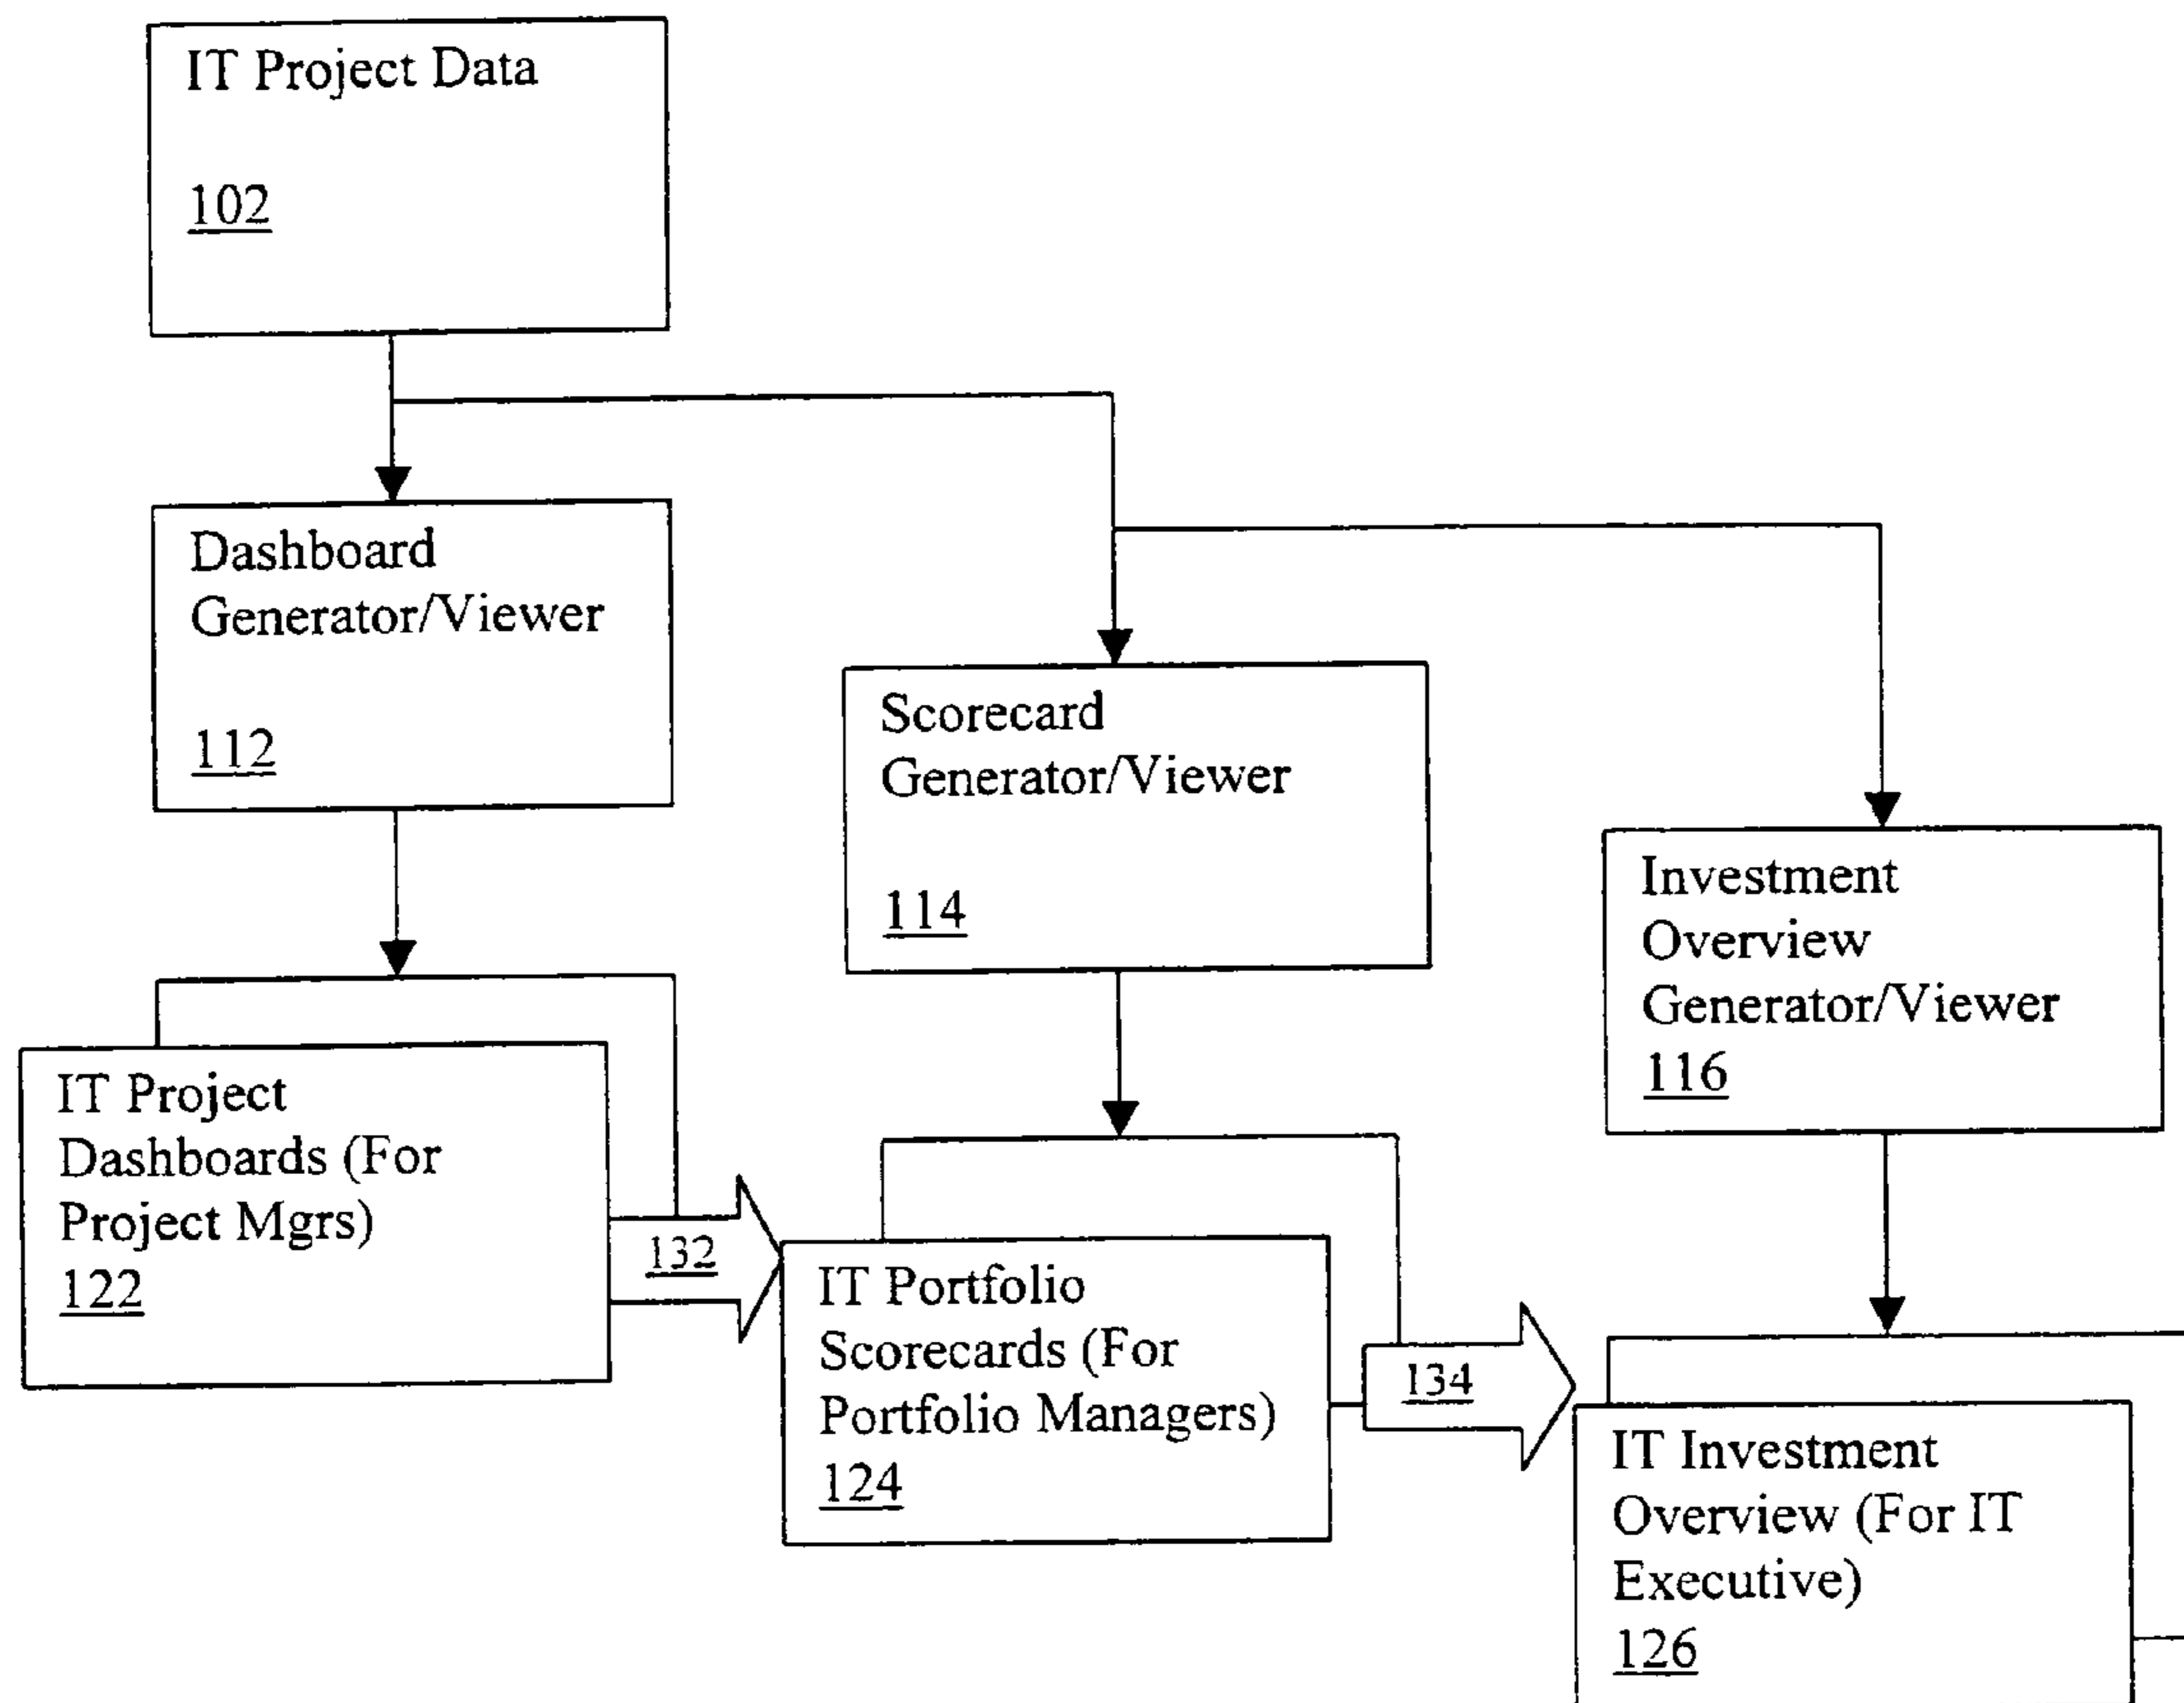 IT Project Data
102
Dashboard
Generator/Viewer
112
Scorecard
Generator/Viewer
114
Investment
Overview
Generator/Viewer
116
IT Project
Dashboards (For
Project Mgrs)
122
132
IT Portfolio
Scorecards (For
Portfolio Managers)
124
134
IT Investment
Overview (For IT
Executive)
126